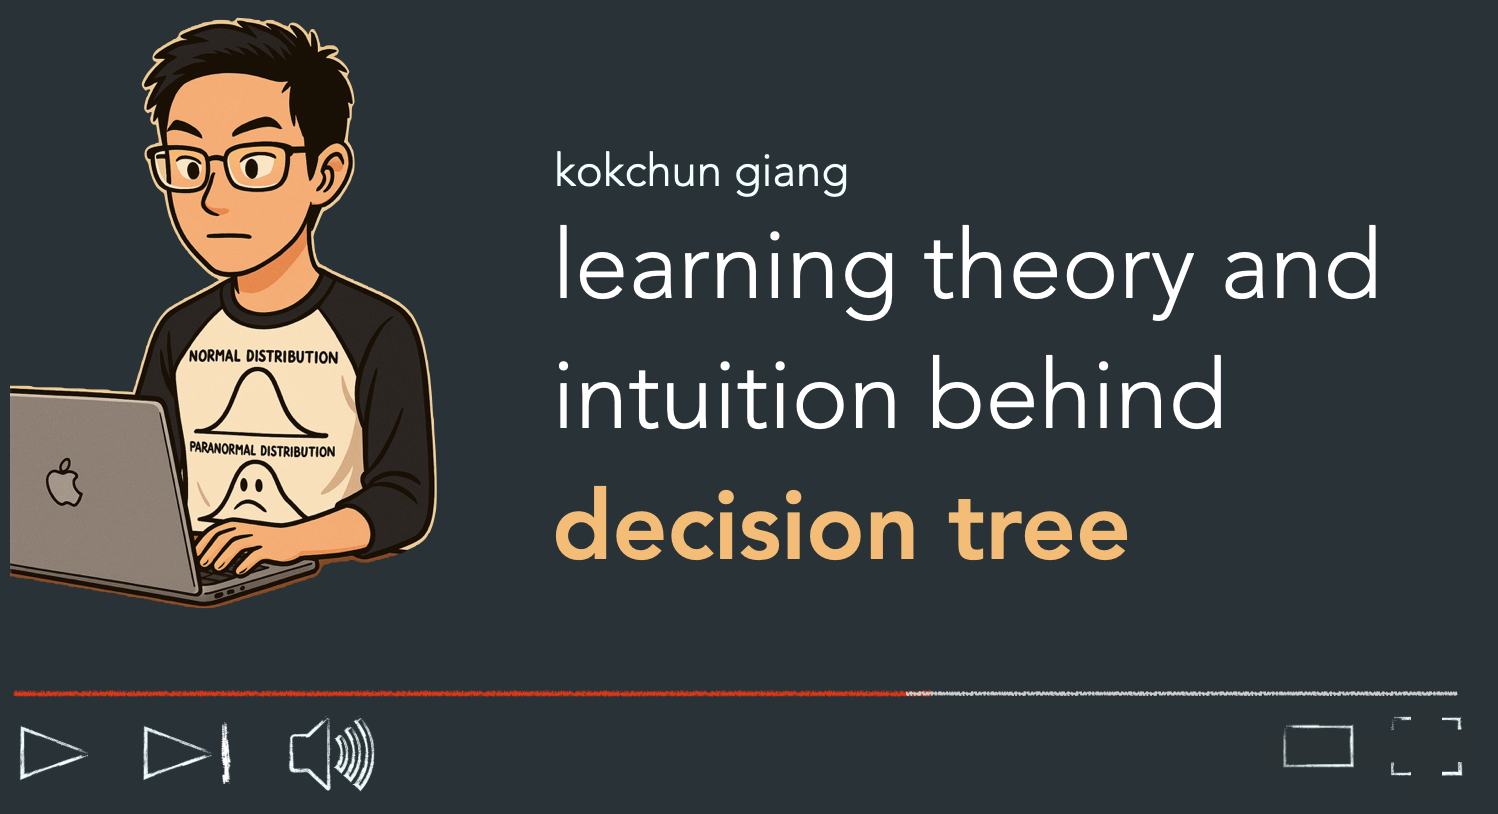 kokchun giang
learning theory and
intuition behind
decision tree
NORMAL DISTRIBUTION
PARANORMAL DISTRIBUTION